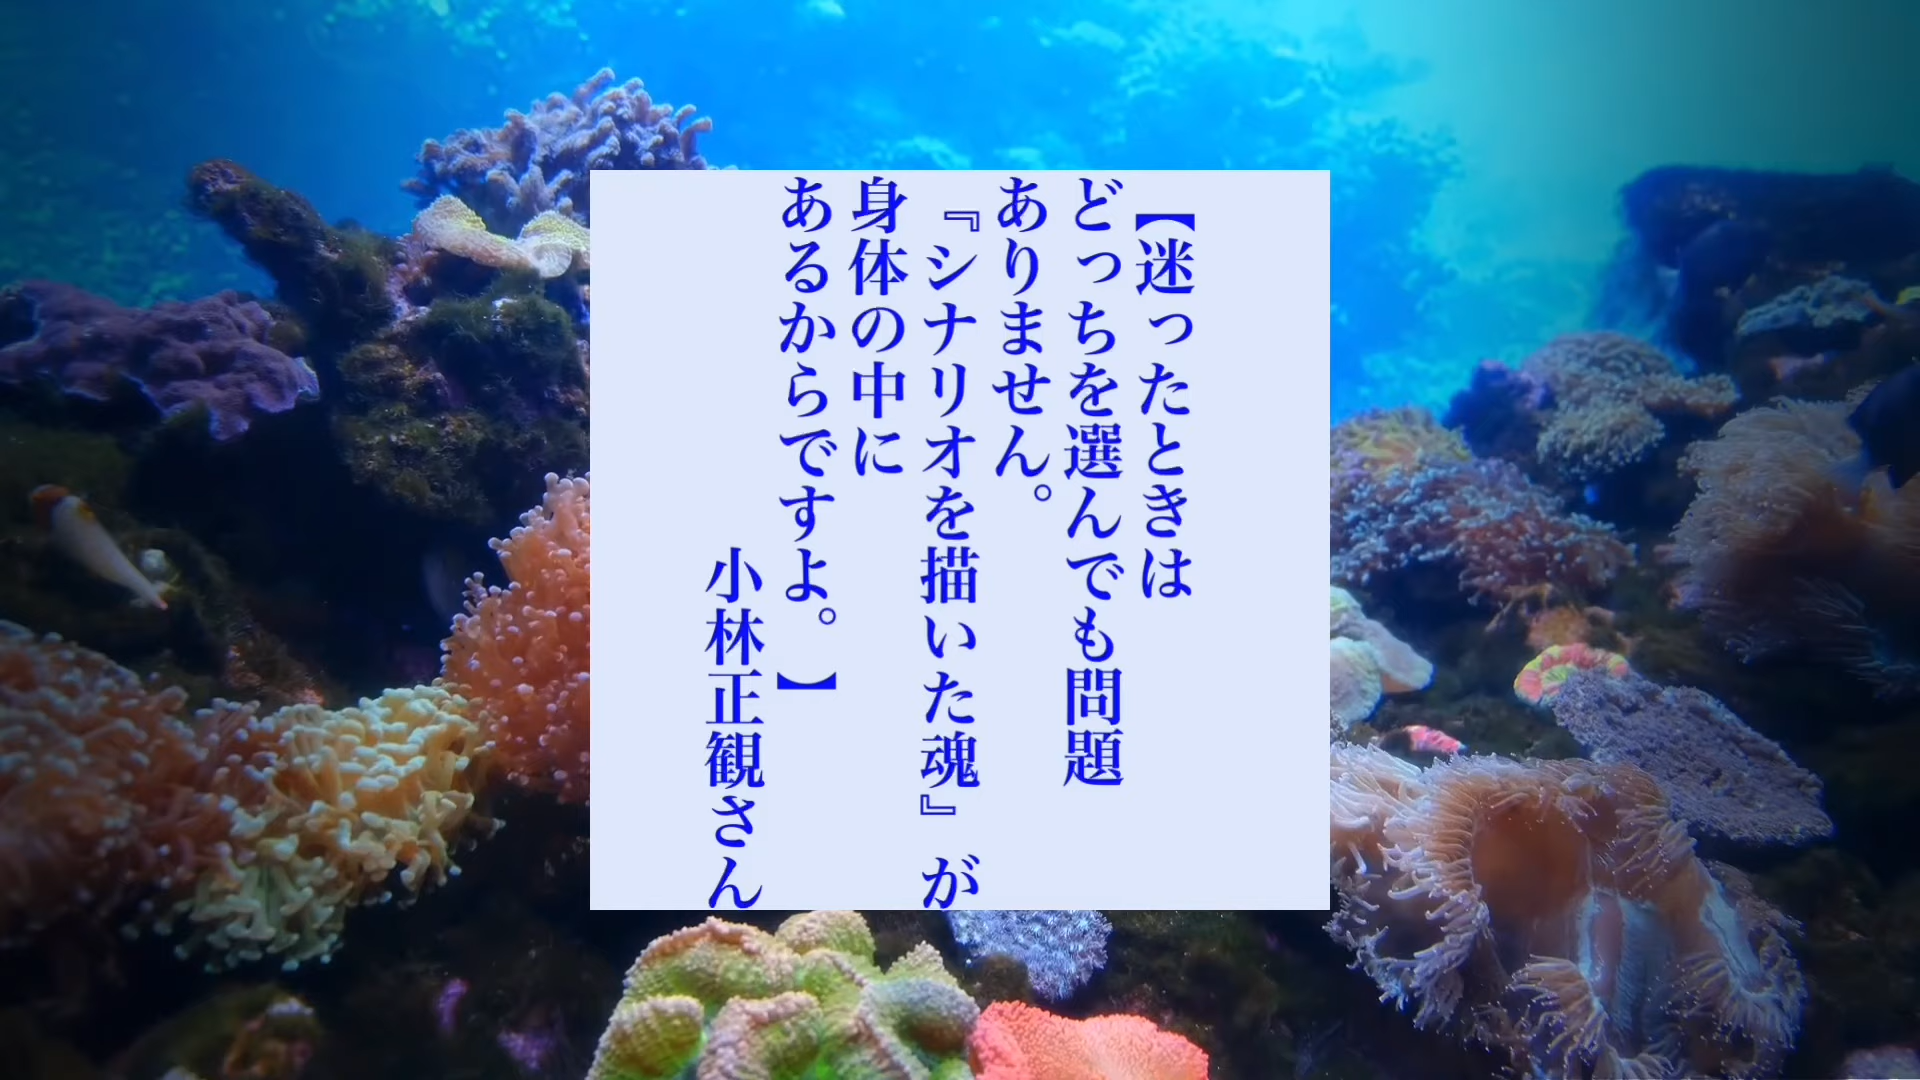 【迷ったときは
どっちを選んでも問題
ありません。
『シナリオを描いた魂』が
身体の中に
あるからですよ。】
小林正観さん